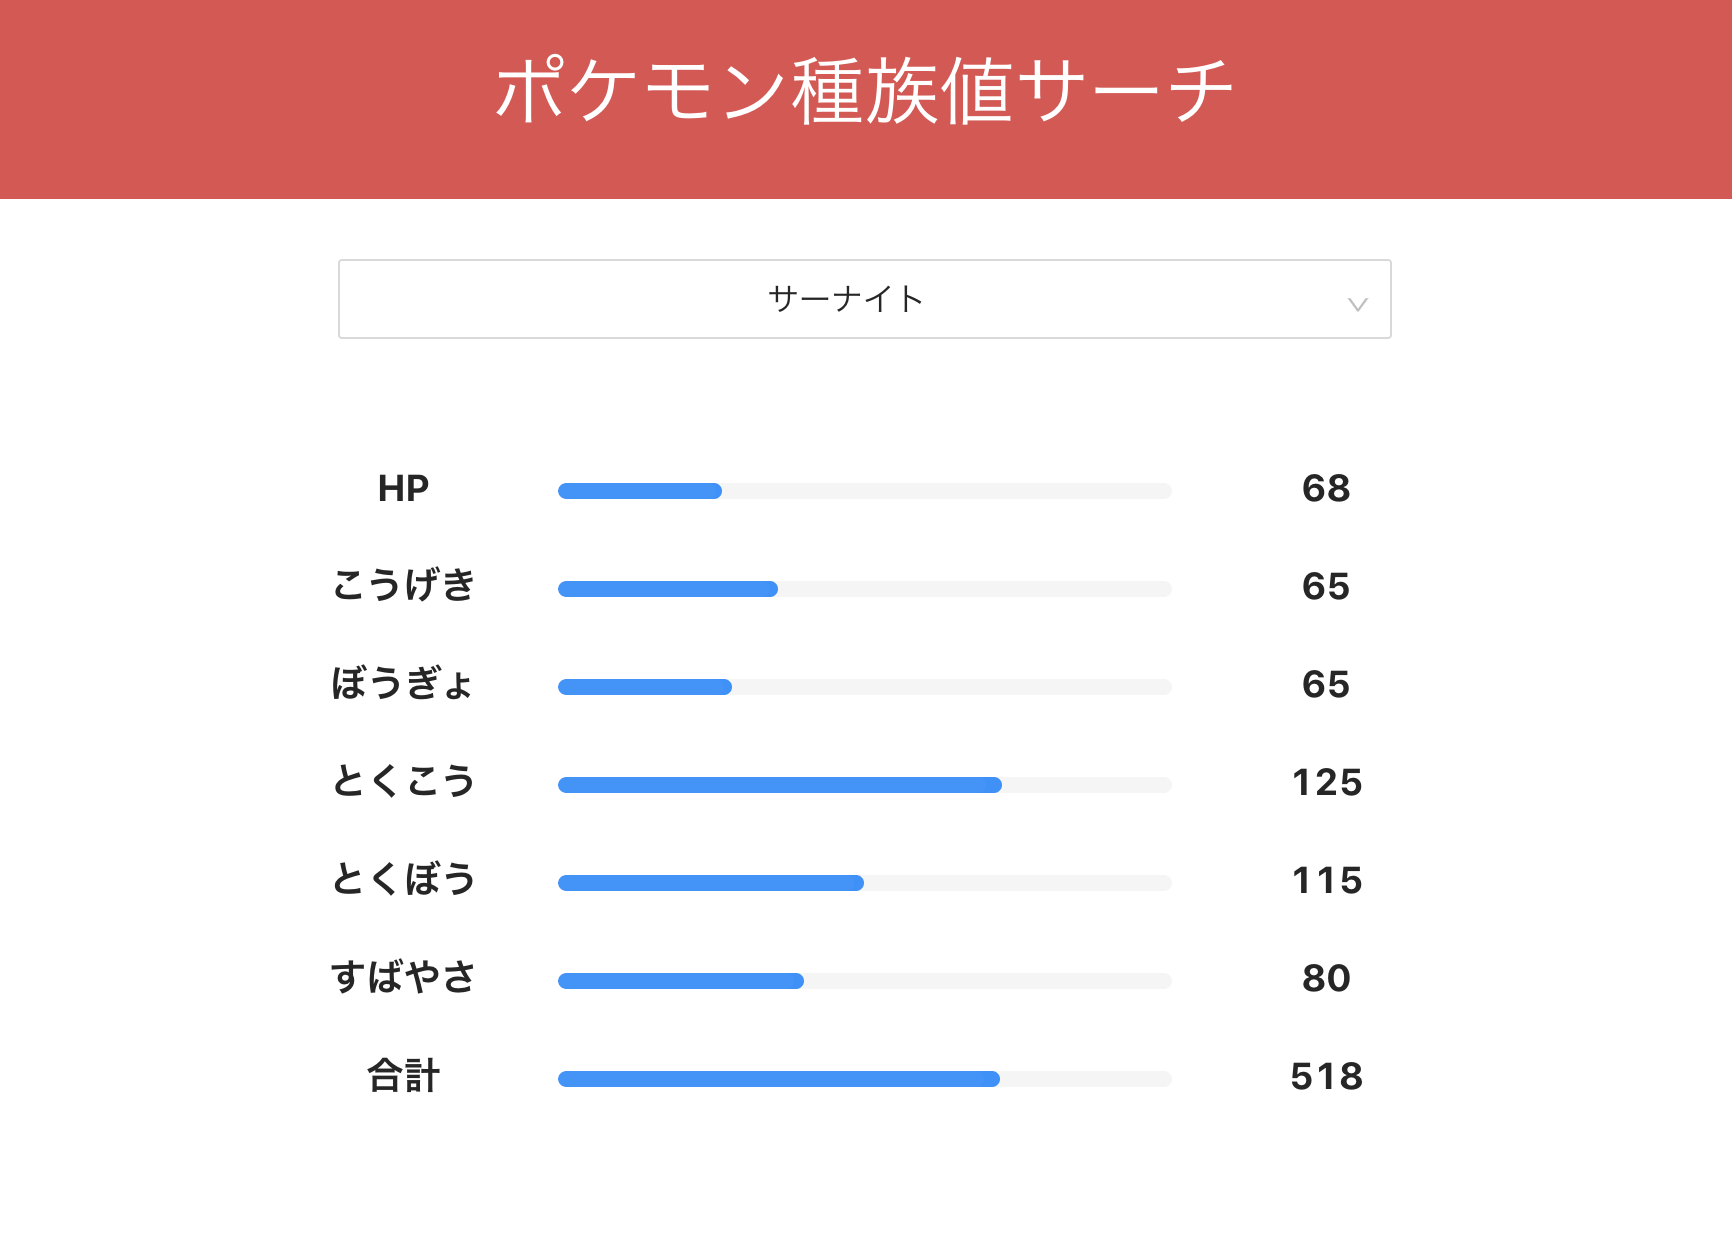 ポケモン種族値サーチ
サーナイト
HP 68
こうげき 65
ぼうぎょ 65
とくこう 125
とくぼう 115
すばやさ 80
合計 518